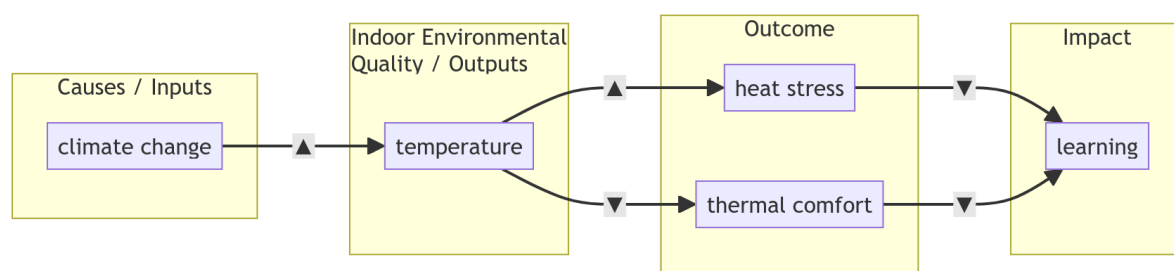 Causes / Inputs
climate change
▲
Indoor Environmental
Quality / Outputs
temperature
▲
▼
Outcome
heat stress
thermal comfort
▼
▼
Impact
learning